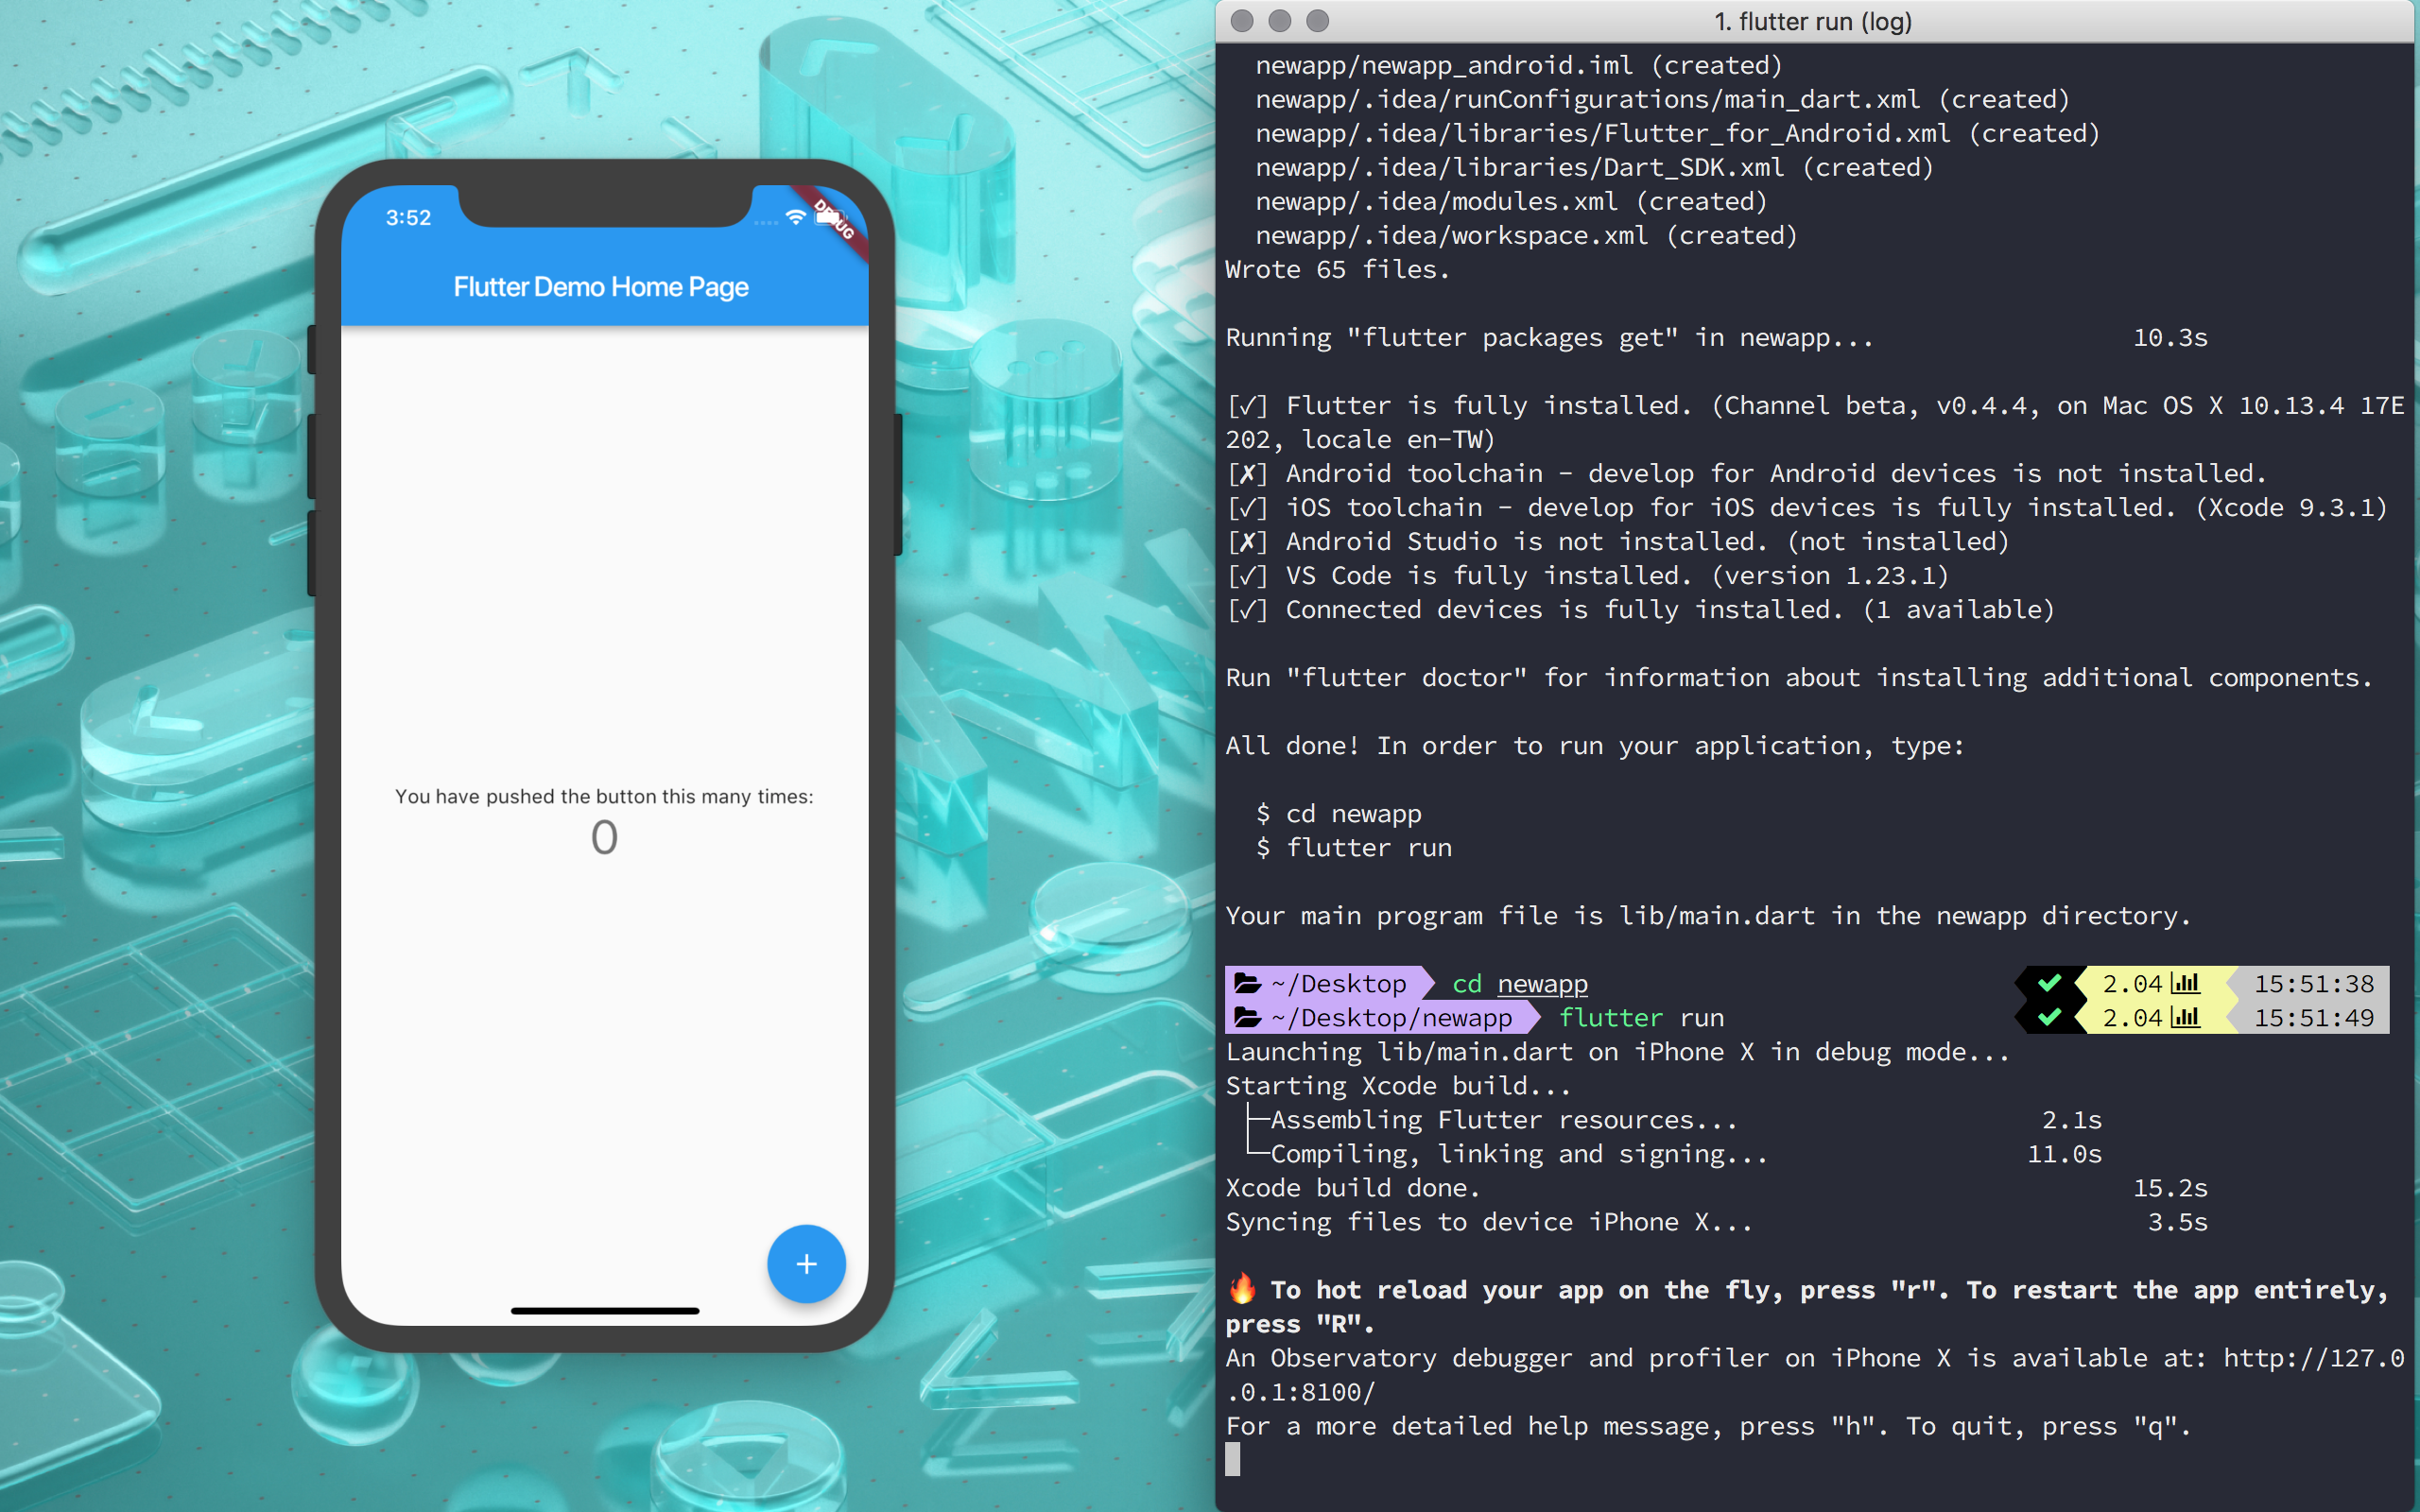 3:52
DEBUG
Flutter Demo Home Page
You have pushed the button this many times:
0
+
1. flutter run (log)
newapp/newapp_android.iml (created)
newapp/.idea/runConfigurations/main_dart.xml (created)
newapp/.idea/libraries/Flutter_for_Android.xml (created)
newapp/.idea/libraries/Dart_SDK.xml (created)
newapp/.idea/modules.xml (created)
newapp/.idea/workspace.xml (created)
Wrote 65 files.
Running "flutter packages get" in newapp... 10.3s
[✓] Flutter is fully installed. (Channel beta, v0.4.4, on Mac OS X 10.13.4 17E
202, locale en-TW)
[✗] Android toolchain - develop for Android devices is not installed.
[✓] iOS toolchain - develop for iOS devices is fully installed. (Xcode 9.3.1)
[✗] Android Studio is not installed. (not installed)
[✓] VS Code is fully installed. (version 1.23.1)
[✓] Connected devices is fully installed. (1 available)
Run "flutter doctor" for information about installing additional components.
All done! In order to run your application, type:
$ cd newapp
$ flutter run
Your main program file is lib/main.dart in the newapp directory.
~/Desktop cd newapp ✔ 2.04 15:51:38
~/Desktop/newapp flutter run ✔ 2.04 15:51:49
Launching lib/main.dart on iPhone X in debug mode...
Starting Xcode build...
├─Assembling Flutter resources... 2.1s
└─Compiling, linking and signing... 11.0s
Xcode build done. 15.2s
Syncing files to device iPhone X... 3.5s
🔥 To hot reload your app on the fly, press "r". To restart the app entirely,
press "R".
An Observatory debugger and profiler on iPhone X is available at: http://127.0
.0.1:8100/
For a more detailed help message, press "h". To quit, press "q".